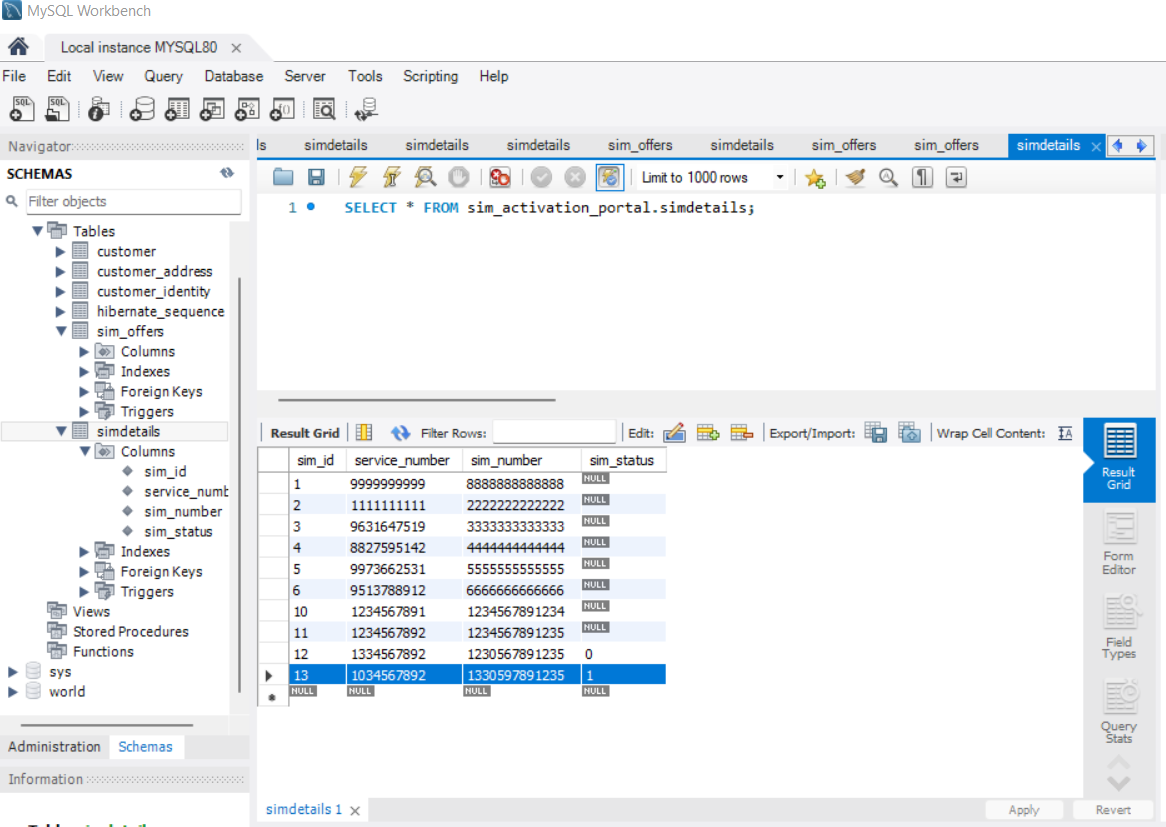 MySQL Workbench
Local instance MYSQL80
File Edit View Query Database Server Tools Scripting Help
Navigator
ls simdetails simdetails simdetails sim_offers simdetails sim_offers sim_offers simdetails
SCHEMAS
Filter objects
Limit to 1000 rows
1 SELECT * FROM sim_activation_portal.simdetails;
Tables
customer
customer_address
customer_identity
hibernate_sequence
sim_offers
Columns
Indexes
Foreign Keys
Triggers
simdetails
Columns
sim_id
service_numb
sim_number
sim_status
Indexes
Foreign Keys
Triggers
Views
Stored Procedures
Functions
sys
world
Administration Schemas
Information
Result Grid Filter Rows: Edit: Export/Import: Wrap Cell Content:
sim_id service_number sim_number sim_status
1 9999999999 8888888888888 NULL
2 1111111111 2222222222222 NULL
3 9631647519 3333333333333 NULL
4 8827595142 4444444444444 NULL
5 9973662531 5555555555555 NULL
6 9513788912 6666666666666 NULL
10 1234567891 1234567891234 NULL
11 1234567892 1234567891235 NULL
12 1334567892 1230567891235 0
13 1034567892 1330597891235 1
NULL NULL NULL NULL
Result
Grid
Form
Editor
Field
Types
Query
Stats
simdetails 1
Apply Revert